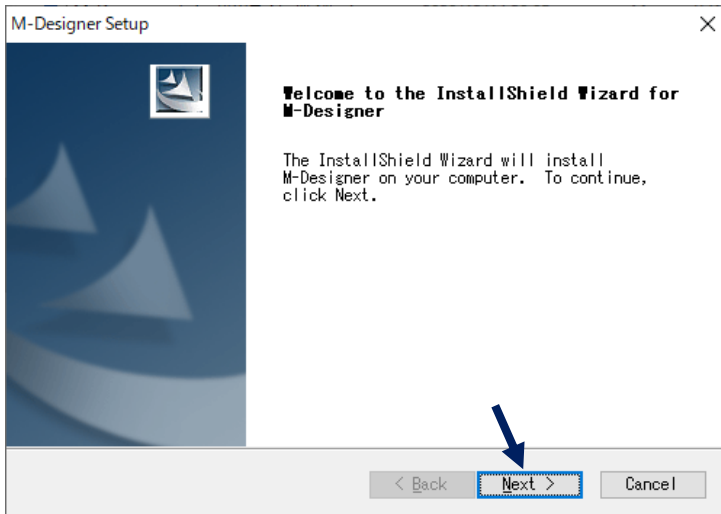 M-Designer Setup
Welcome to the InstallShield Wizard for
M-Designer
The InstallShield Wizard will install
M-Designer on your computer.  To continue,
click Next.
< Back
Next >
Cancel